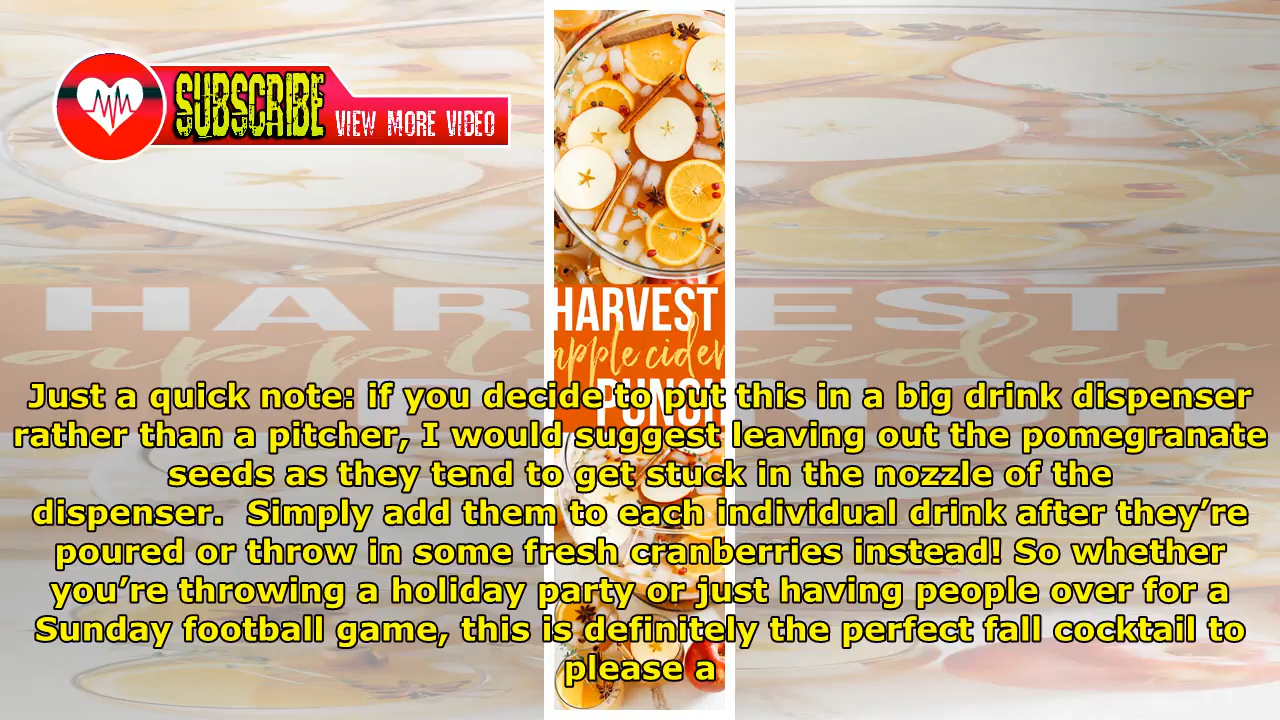 SUBSCRIBE
VIEW MORE VIDEO
HARVEST
apple cider
PUNCH
Just a quick note: if you decide to put this in a big drink dispenser
rather than a pitcher, I would suggest leaving out the pomegranate
seeds as they tend to get stuck in the nozzle of the
dispenser.  Simply add them to each individual drink after they’re
poured or throw in some fresh cranberries instead! So whether
you’re throwing a holiday party or just having people over for a
Sunday football game, this is definitely the perfect fall cocktail to
please a